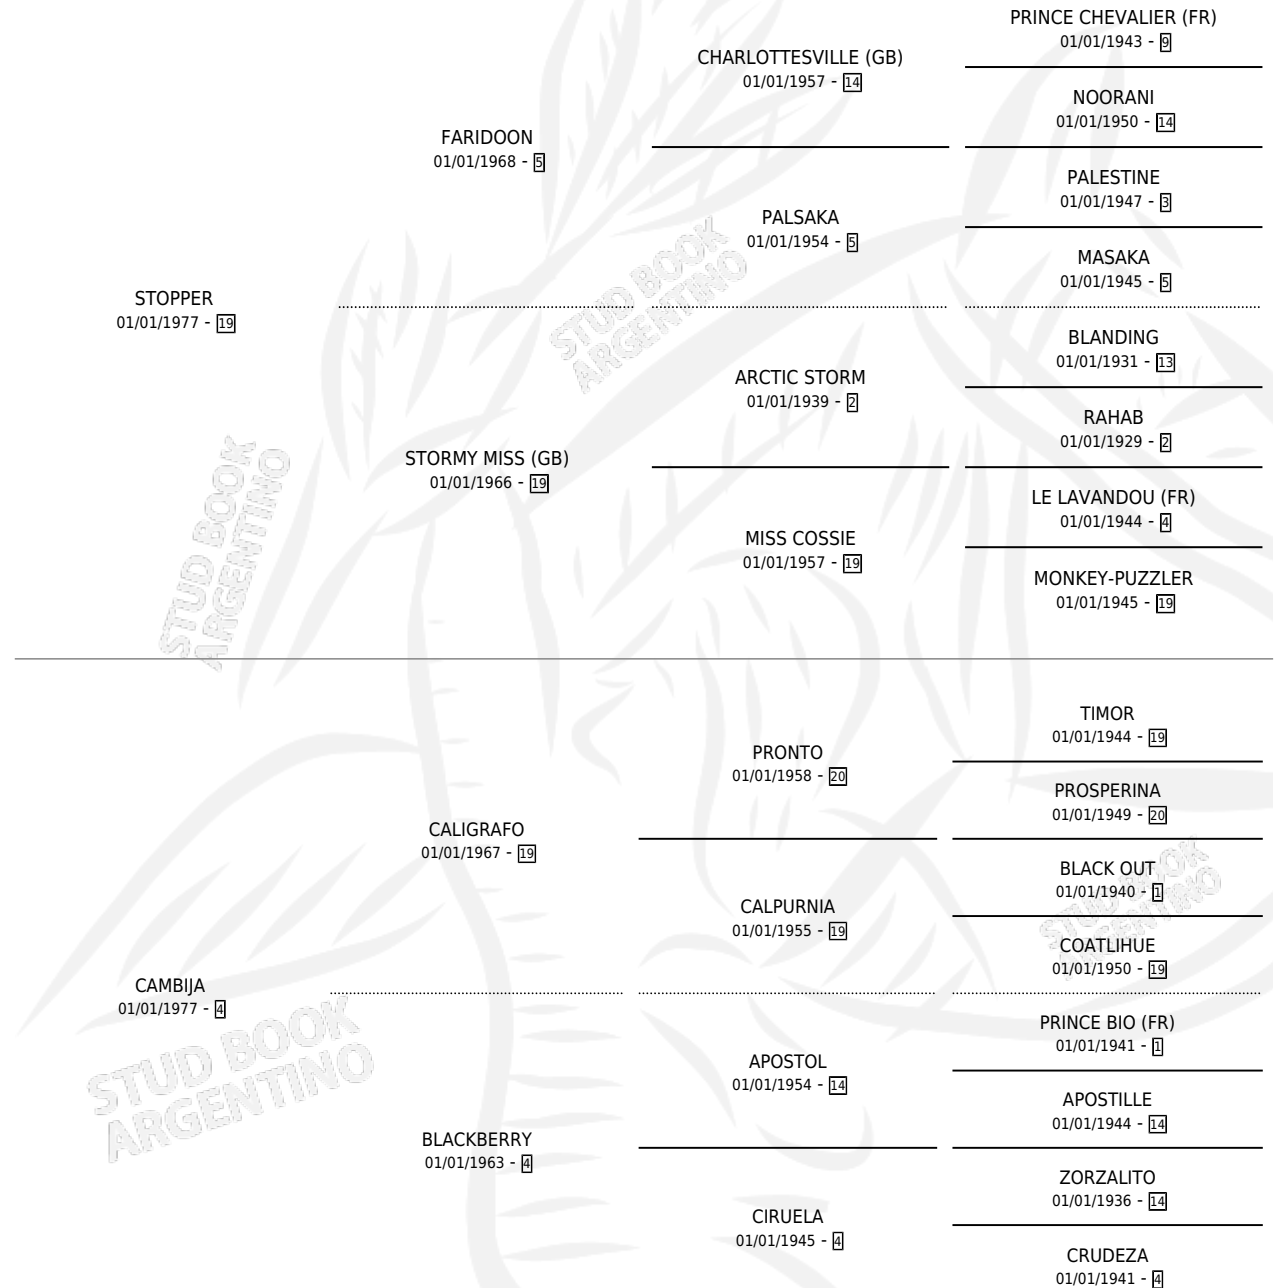 PRINCE CHEVALIER (FR)
01/01/1943 - 9
CHARLOTTESVILLE (GB)
01/01/1957 - 14
NOORANI
01/01/1950 - 14
FARIDOON
01/01/1968 - 5
PALESTINE
01/01/1947 - 3
PALSAKA
01/01/1954 - 5
MASAKA
01/01/1945 - 5
STOPPER
01/01/1977 - 19
BLANDING
01/01/1931 - 13
ARCTIC STORM
01/01/1939 - 2
RAHAB
01/01/1929 - 2
STORMY MISS (GB)
01/01/1966 - 19
LE LAVANDOU (FR)
01/01/1944 - 4
MISS COSSIE
01/01/1957 - 19
MONKEY-PUZZLER
01/01/1945 - 19
STUD BOOK
ARGENTINO
STUD BOOK
ARGENTINO
TIMOR
01/01/1944 - 19
PRONTO
01/01/1958 - 20
PROSPERINA
01/01/1949 - 20
CALIGRAFO
01/01/1967 - 19
BLACK OUT
01/01/1940 - 1
CALPURNIA
01/01/1955 - 19
COATLIHUE
01/01/1950 - 19
CAMBIJA
01/01/1977 - 4
PRINCE BIO (FR)
01/01/1941 - 1
APOSTOL
01/01/1954 - 14
APOSTILLE
01/01/1944 - 14
BLACKBERRY
01/01/1963 - 4
ZORZALITO
01/01/1936 - 14
CIRUELA
01/01/1945 - 4
CRUDEZA
01/01/1941 - 4
STUD BOOK
ARGENTINO
STUD BOOK
ARGENTINO